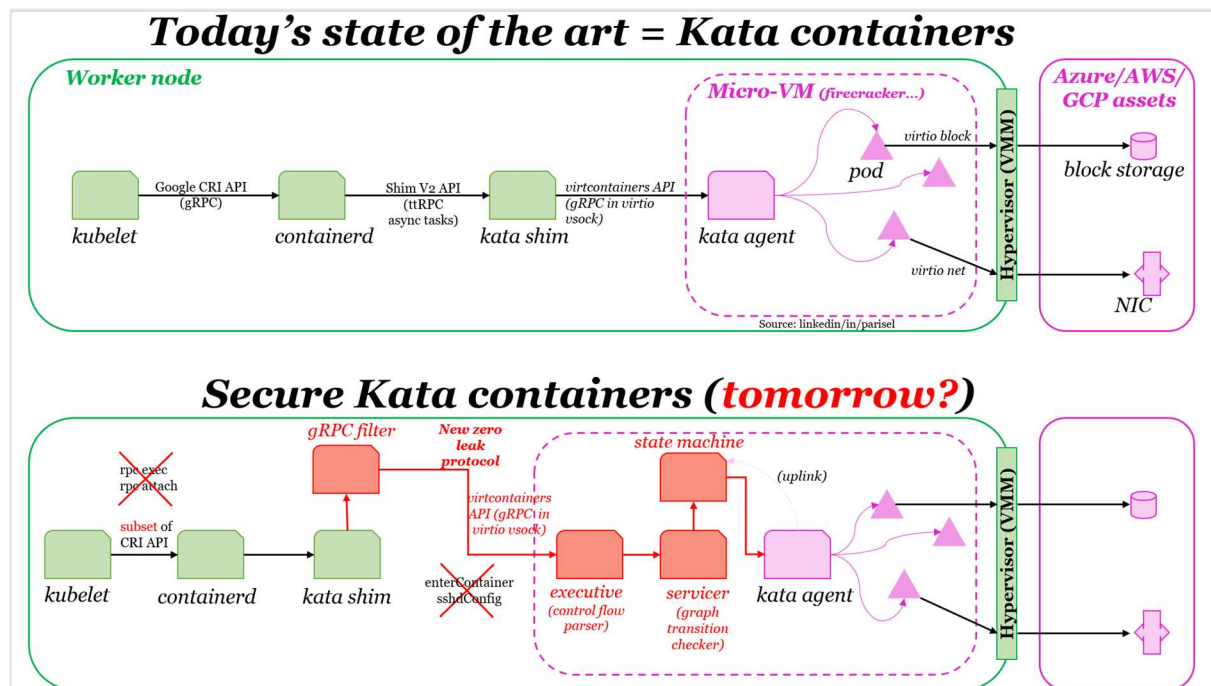 Today's state of the art = Kata containers
Worker node
Micro-VM (firecracker...)
Azure/AWS/
GCP assets
kubelet
Google CRI API
(gRPC)
containerd
Shim V2 API
(ttRPC
async tasks)
kata shim
virtcontainers API
(gRPC in virtio
vsock)
kata agent
pod
virtio block
virtio net
Hypervisor (VMM)
block storage
NIC
Source: linkedin/in/parisel
Secure Kata containers (tomorrow?)
rpc exec
rpc attach
subset of
CRI API
kubelet
containerd
kata shim
gRPC filter
New zero
leak
protocol
virtcontainers
API (gRPC in
virtio vsock)
enterContainer
sshdConfig
executive
(control flow
parser)
state machine
servicer
(graph
transition
checker)
(uplink)
kata agent
Hypervisor (VMM)